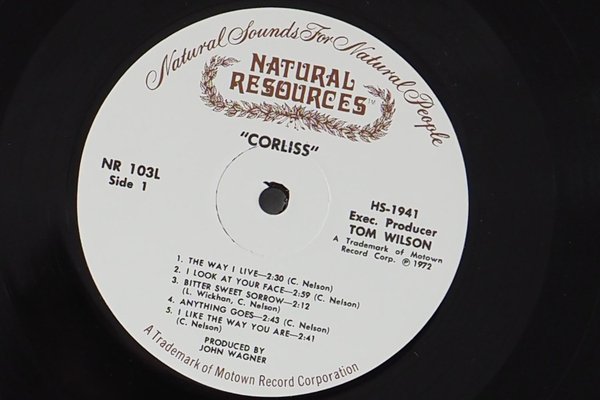 Natural Sounds For Natural People
NATURAL
RESOURCES™
"CORLISS"
NR 103L
Side 1
HS-1941
Exec. Producer
TOM WILSON
A Trademark of Motown
Record Corp. ℗ 1972
1. THE WAY I LIVE—2:30 (C. Nelson)
2. I LOOK AT YOUR FACE—2:59 (C. Nelson)
3. BITTER SWEET SORROW—2:12
(L. Wickhan, C. Nelson)
4. ANYTHING GOES—2:43 (C. Nelson)
5. I LIKE THE WAY YOU ARE—2:41
(C. Nelson)
PRODUCED BY
JOHN WAGNER
A Trademark of Motown Record Corporation